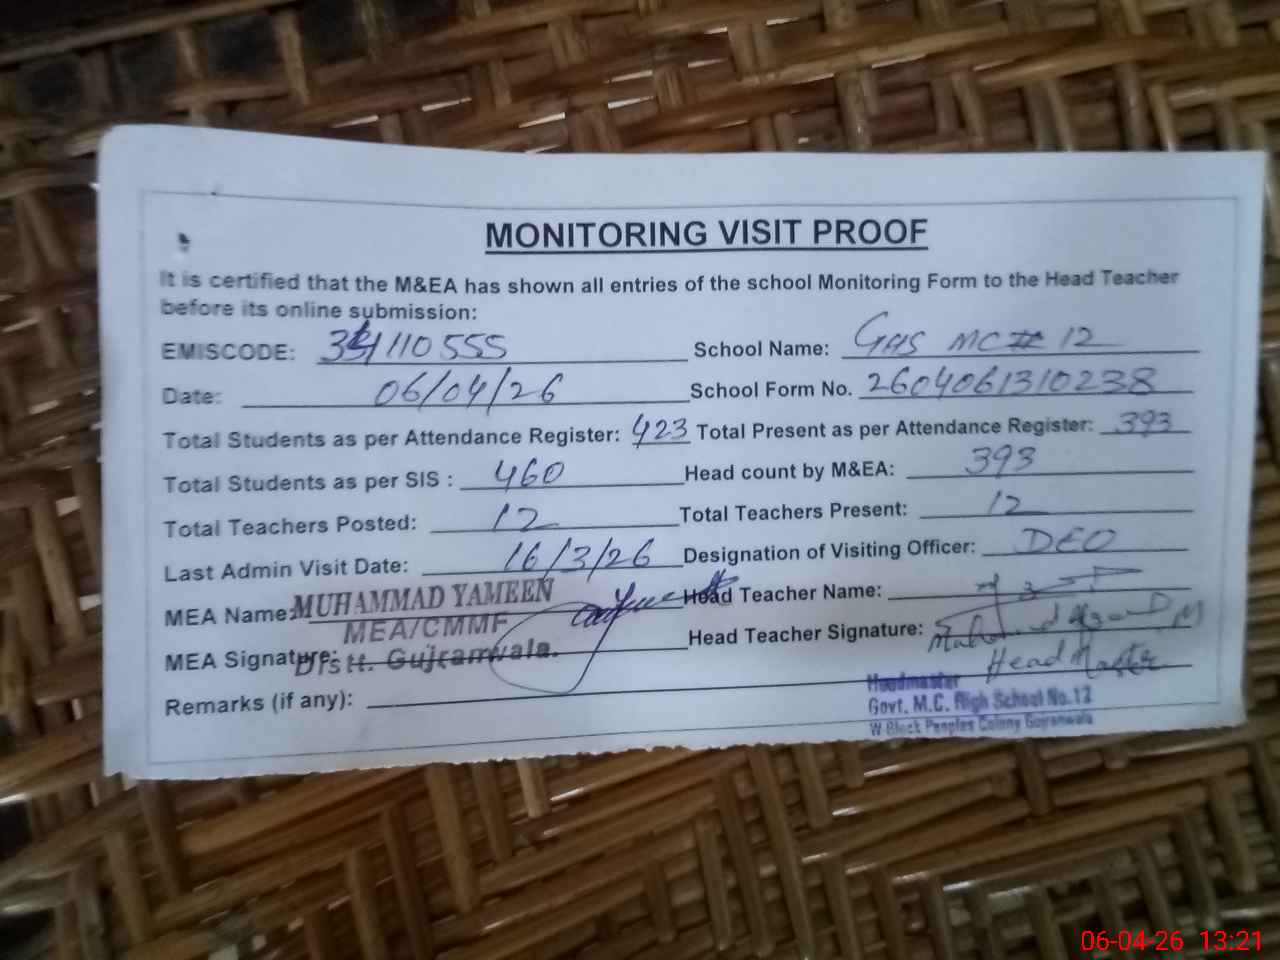 MONITORING VISIT PROOF
It is certified that the M&EA has shown all entries of the school Monitoring Form to the Head Teacher
before its online submission:
EMISCODE: 34110555 School Name: GHS MC# 12
Date: 06/04/26 School Form No. 2604061310238
Total Students as per Attendance Register: 423 Total Present as per Attendance Register: 393
Total Students as per SIS : 460 Head count by M&EA: 393
Total Teachers Posted: 12 Total Teachers Present: 12
Last Admin Visit Date: 16/3/26 Designation of Visiting Officer: DEO
MEA Name: MUHAMMAD YAMEEN Head Teacher Name:
MEA/CMMF
MEA Signature: Distt. Gujranwala. Head Teacher Signature:
Head Master
Remarks (if any):
Headmaster
Govt. M.C. High School No.12
W Block Peoples Colony Gujranwala
06-04-26 13:21